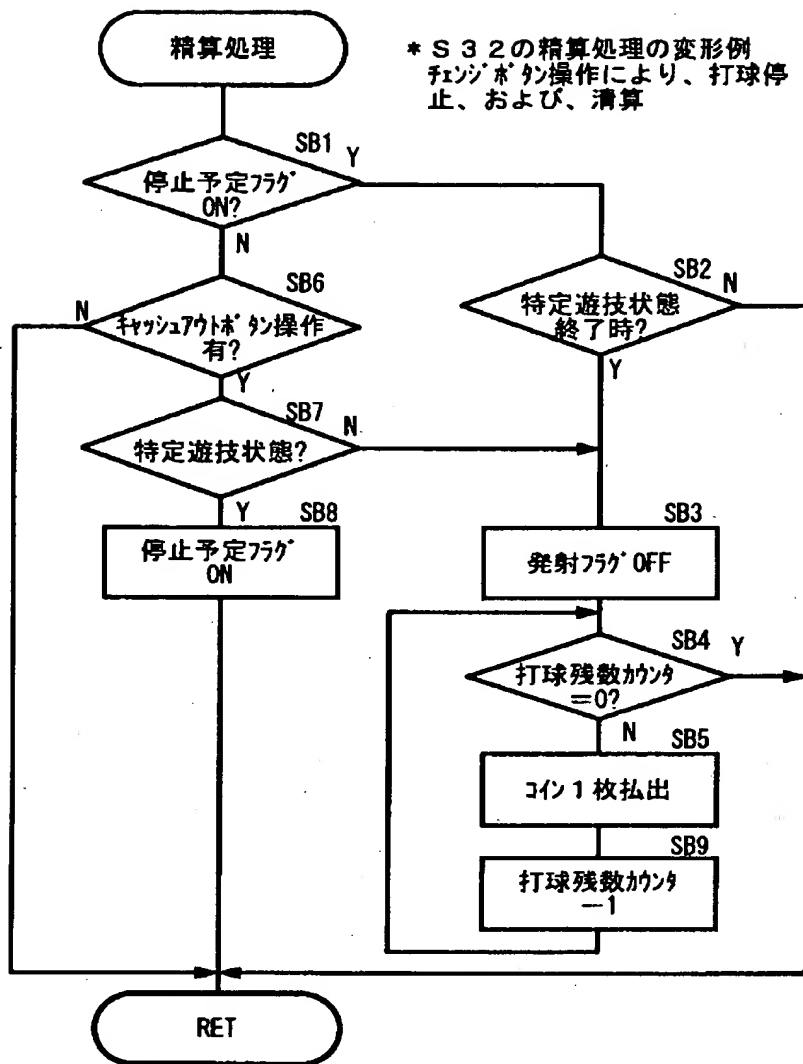 精算処理
* S32の精算処理の変形例
ﾁｪﾝｼﾞﾎﾞﾀﾝ操作により、打球停
止、および、清算
SB1
Y
停止予定ﾌﾗｸﾞ
ON?
N
SB6
N
ｷｬｯｼｭｱｳﾄﾎﾞﾀﾝ操作
有?
Y
SB2
N
特定遊技状態
終了時?
Y
SB7
N
特定遊技状態?
Y
SB8
停止予定ﾌﾗｸﾞ
ON
SB3
発射ﾌﾗｸﾞOFF
SB4
Y
打球残数ｶｳﾝﾀ
=0?
N
SB5
ｺｲﾝ1枚払出
SB9
打球残数ｶｳﾝﾀ
-1
RET